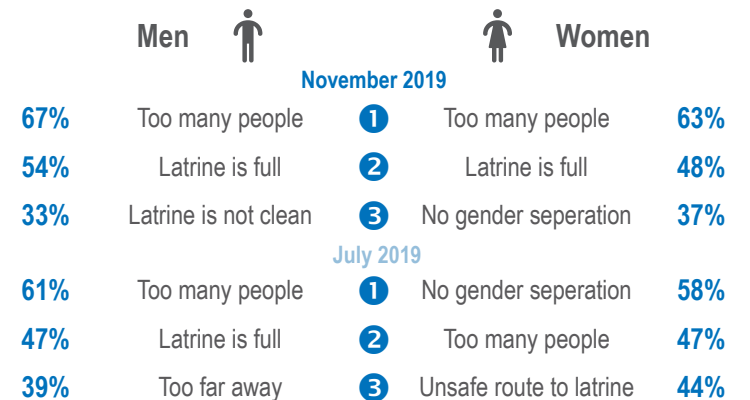 Men Women
November 2019
67% Too many people 1 Too many people 63%
54% Latrine is full 2 Latrine is full 48%
33% Latrine is not clean 3 No gender seperation 37%
July 2019
61% Too many people 1 No gender seperation 58%
47% Latrine is full 2 Too many people 47%
39% Too far away 3 Unsafe route to latrine 44%